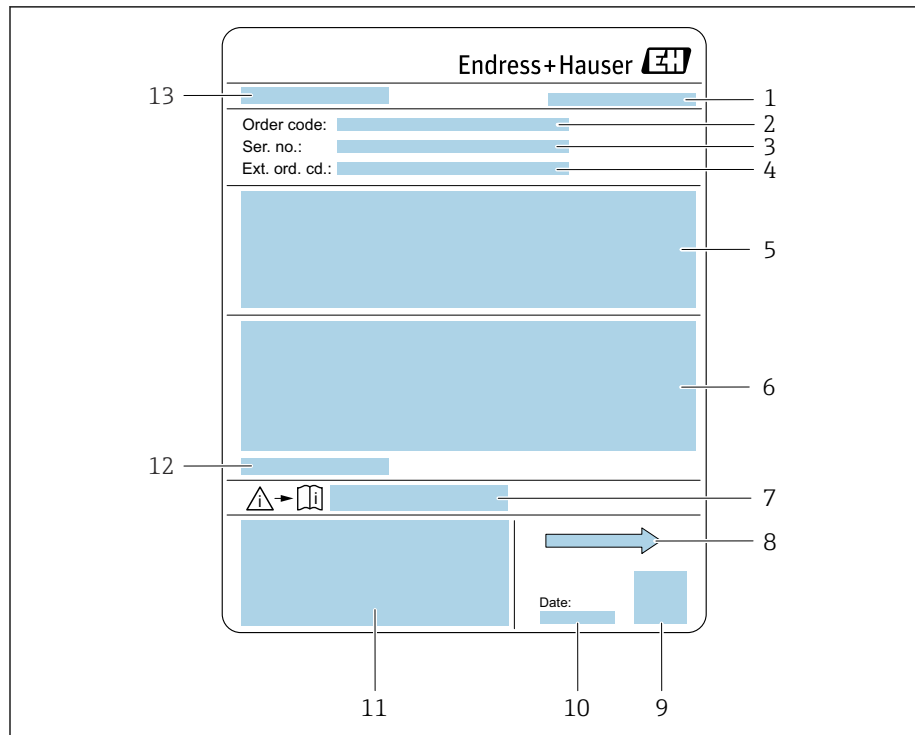 Endress+Hauser EH
13
1
Order code:
2
Ser. no.:
3
Ext. ord. cd.:
4
5
6
12
i
i
7
8
Date:
11
10
9